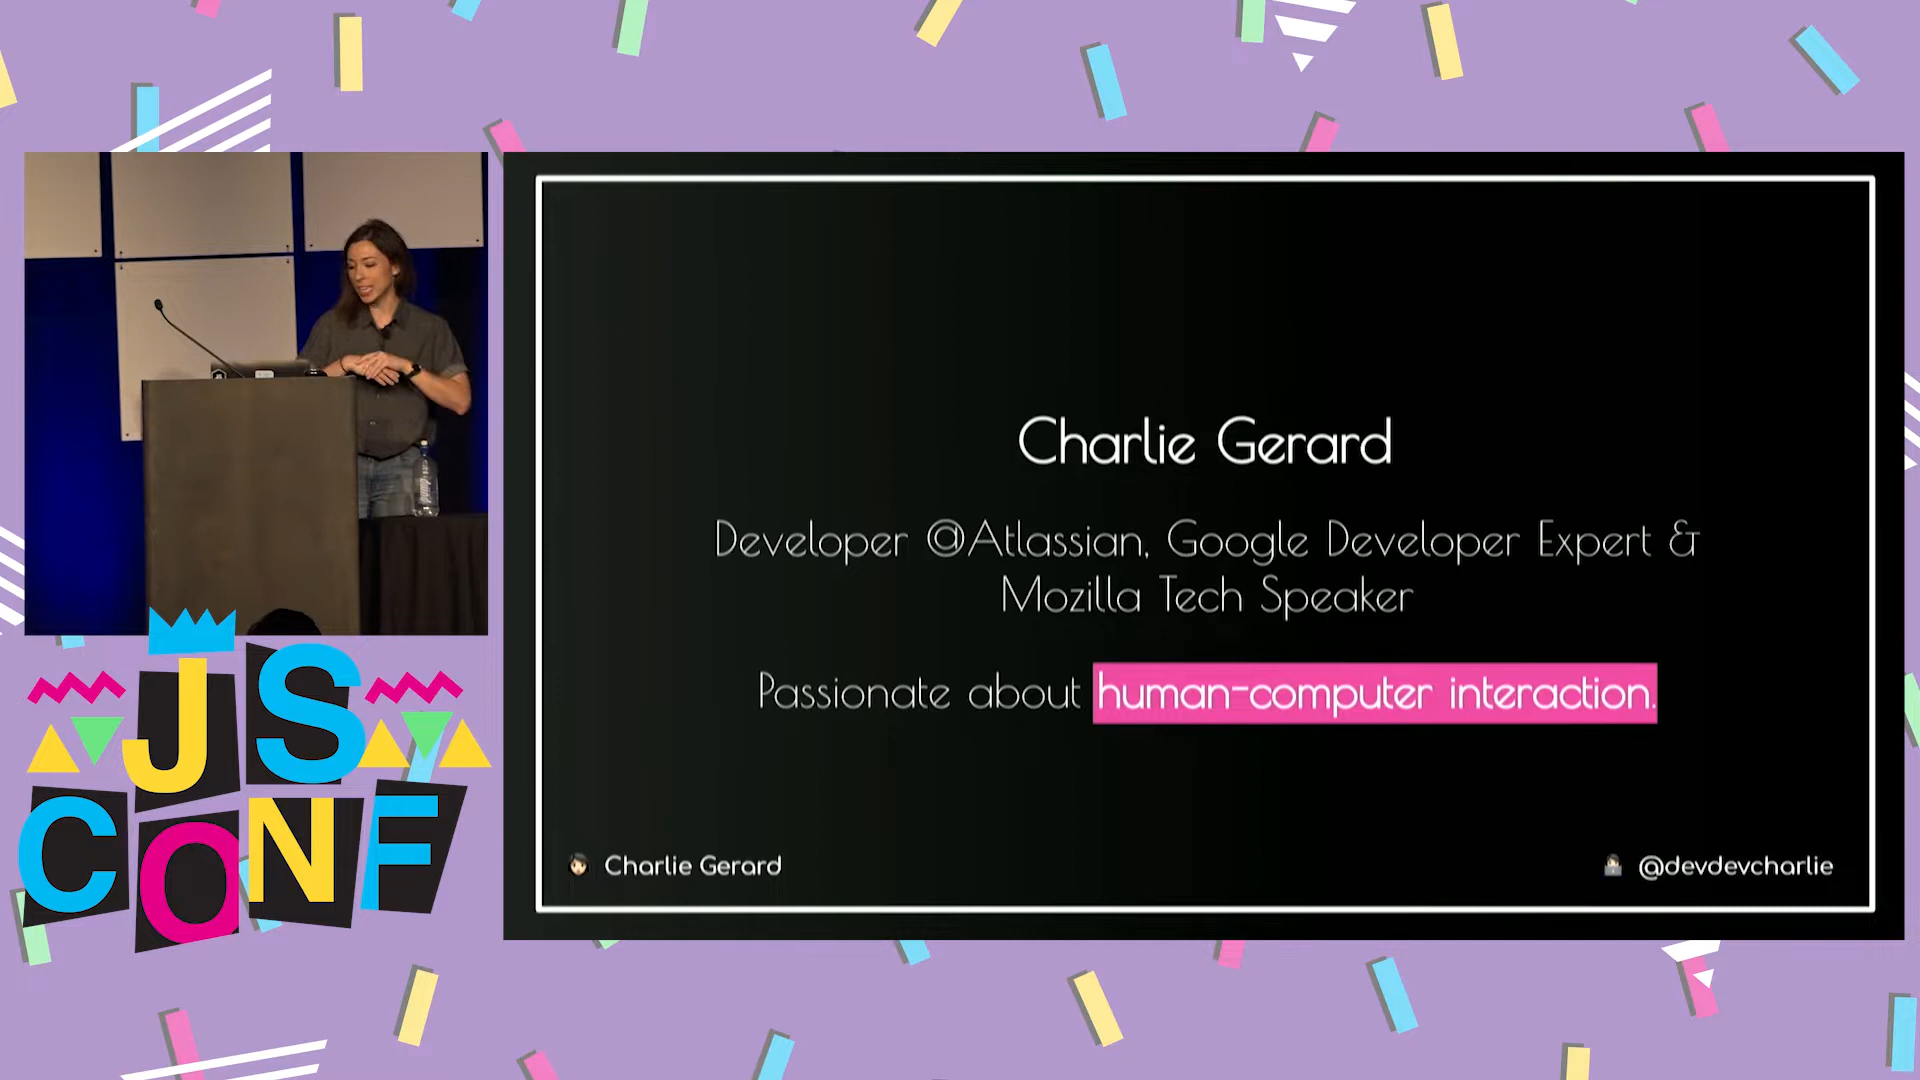 Charlie Gerard
Developer @Atlassian, Google Developer Expert &
Mozilla Tech Speaker
Passionate about human-computer interaction.
Charlie Gerard
@devdevcharlie
JS
CONF